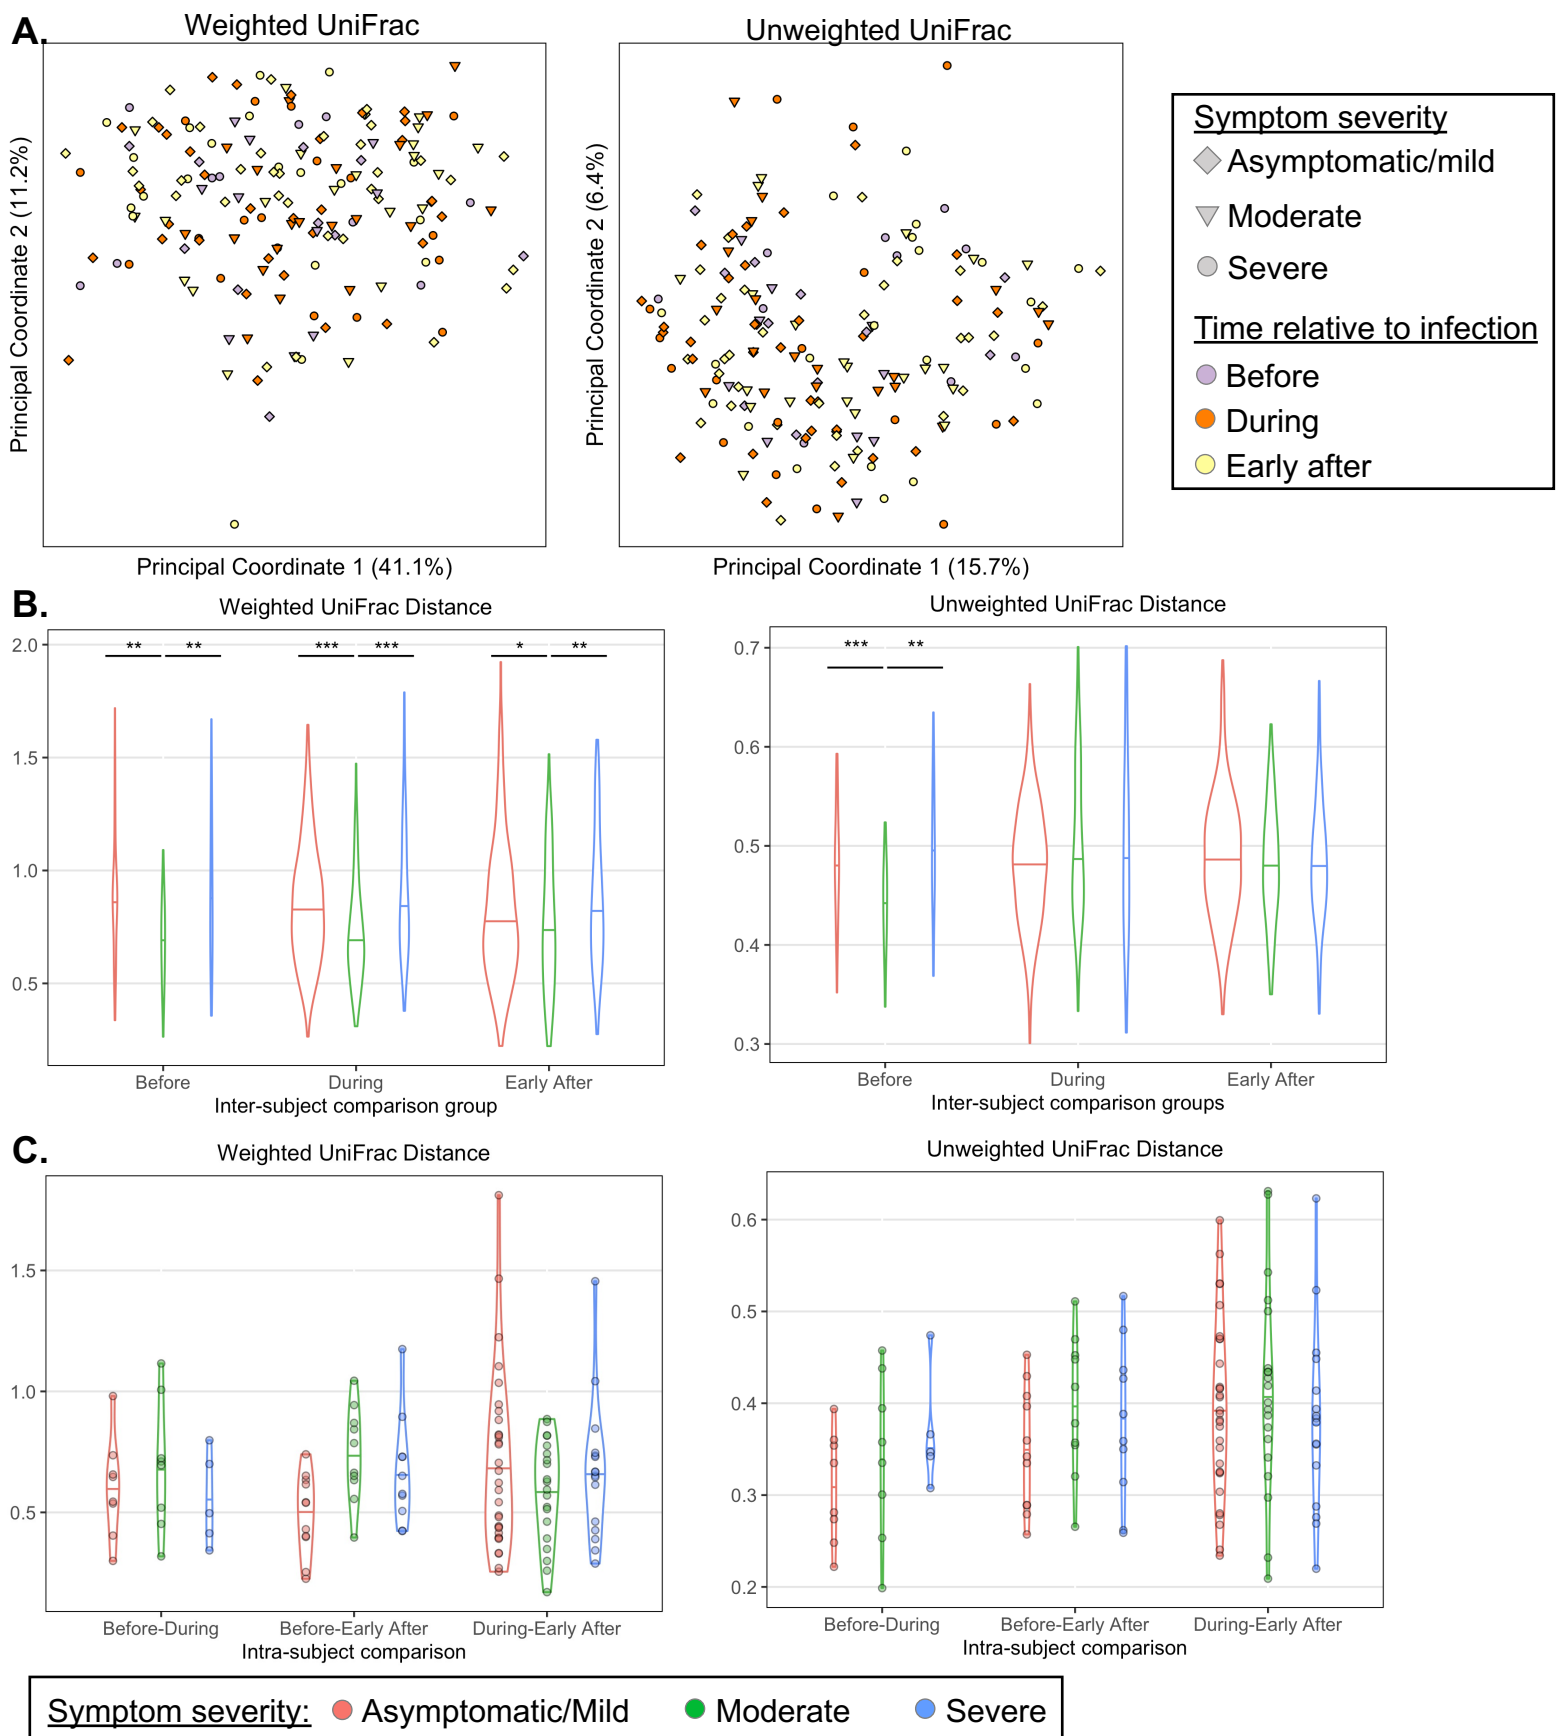 A.
Weighted UniFrac
Unweighted UniFrac
Principal Coordinate 2 (11.2%)
Principal Coordinate 1 (41.1%)
Principal Coordinate 2 (6.4%)
Principal Coordinate 1 (15.7%)
Symptom severity
Asymptomatic/mild
Moderate
Severe
Time relative to infection
Before
During
Early after
B.
Weighted UniFrac Distance
2.0
1.5
1.0
0.5
** ** *** *** * **
Before During Early After
Inter-subject comparison group
Unweighted UniFrac Distance
0.7
0.6
0.5
0.4
0.3
*** **
Before During Early After
Inter-subject comparison groups
C.
Weighted UniFrac Distance
1.5
1.0
0.5
Before-During Before-Early After During-Early After
Intra-subject comparison
Unweighted UniFrac Distance
0.6
0.5
0.4
0.3
0.2
Before-During Before-Early After During-Early After
Intra-subject comparison
Symptom severity: Asymptomatic/Mild Moderate Severe